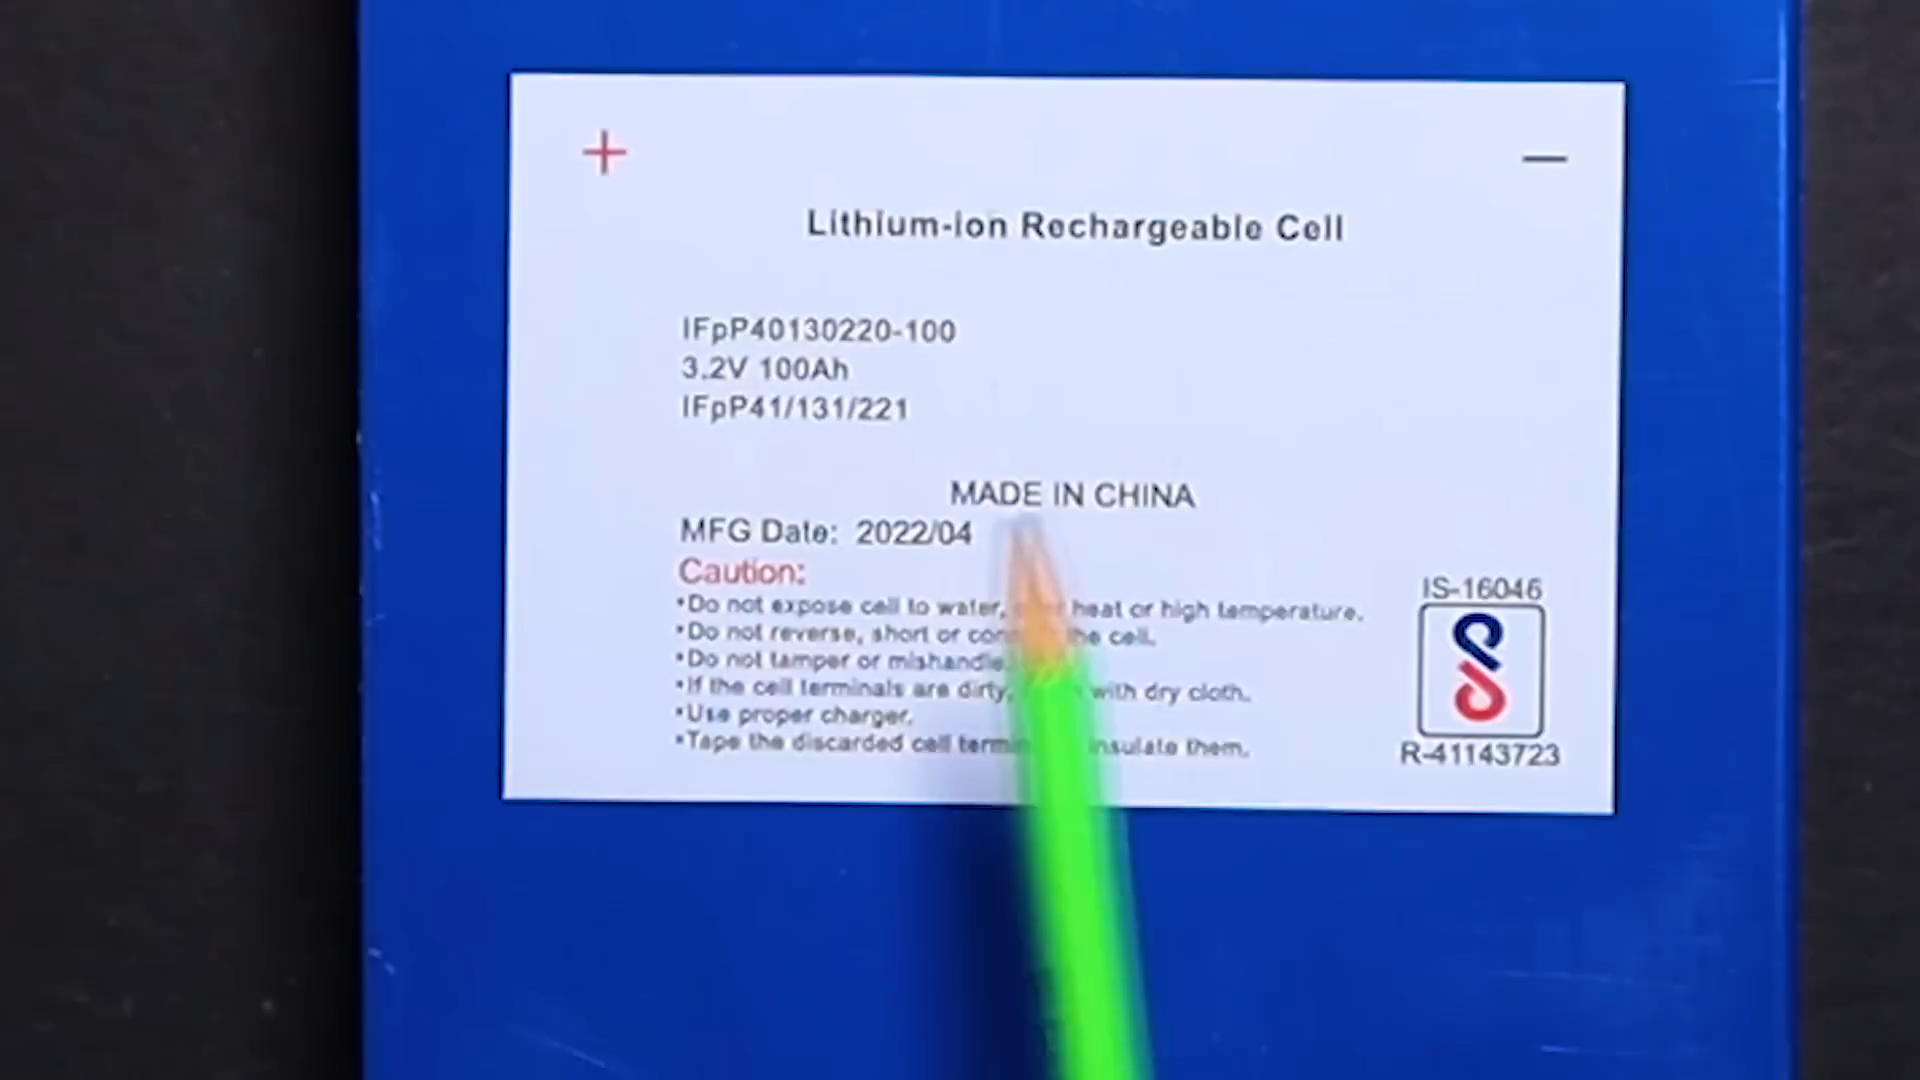 + —
Lithium-ion Rechargeable Cell
IFpP40130220-100
3.2V 100Ah
IFpP41/131/221
MADE IN CHINA
MFG Date: 2022/04
Caution:
•Do not expose cell to water, heat or high temperature.
•Do not reverse, short or the cell.
•Do not tamper or mishandle
•If the cell terminals are dirty, with dry cloth.
•Use proper charger.
•Tape the discarded cell insulate them.
IS-16046
R-41143723